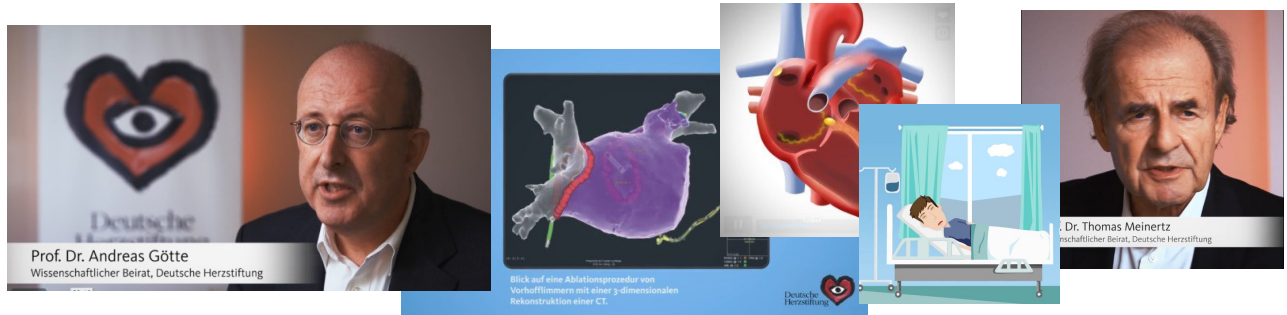 Deutsche
Herzstiftung
Prof. Dr. Andreas Götte
Wissenschaftlicher Beirat, Deutsche Herzstiftung
Blick auf eine Ablationsprozedur von
Vorhofflimmern mit einer 3-dimensionalen
Rekonstruktion einer CT.
Deutsche
Herzstiftung
. Dr. Thomas Meinertz
nschaftlicher Beirat, Deutsche Herzstiftung